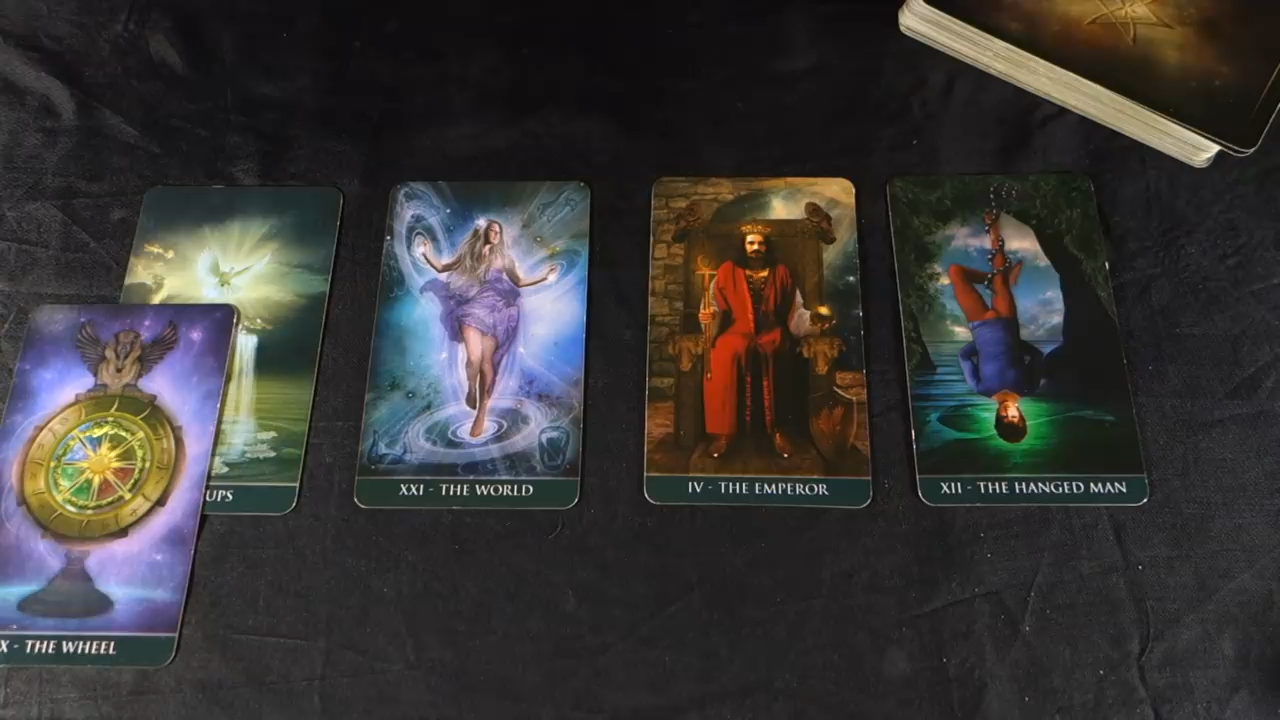 UPS
XXI - THE WORLD
IV - THE EMPEROR
XII - THE HANGED MAN
X - THE WHEEL